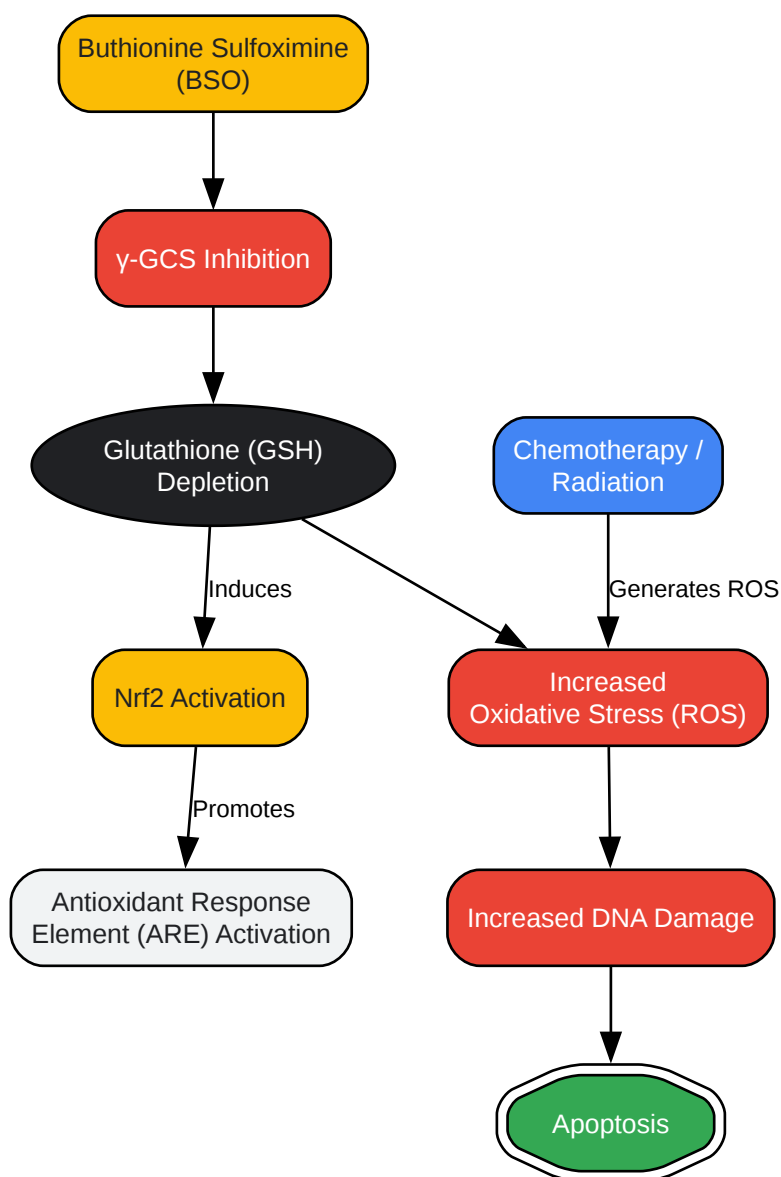 Buthionine Sulfoximine
(BSO)
γ-GCS Inhibition
Glutathione (GSH)
Depletion
Chemotherapy /
Radiation
Induces
Generates ROS
Nrf2 Activation
Increased
Oxidative Stress (ROS)
Promotes
Antioxidant Response
Element (ARE) Activation
Increased DNA Damage
Apoptosis